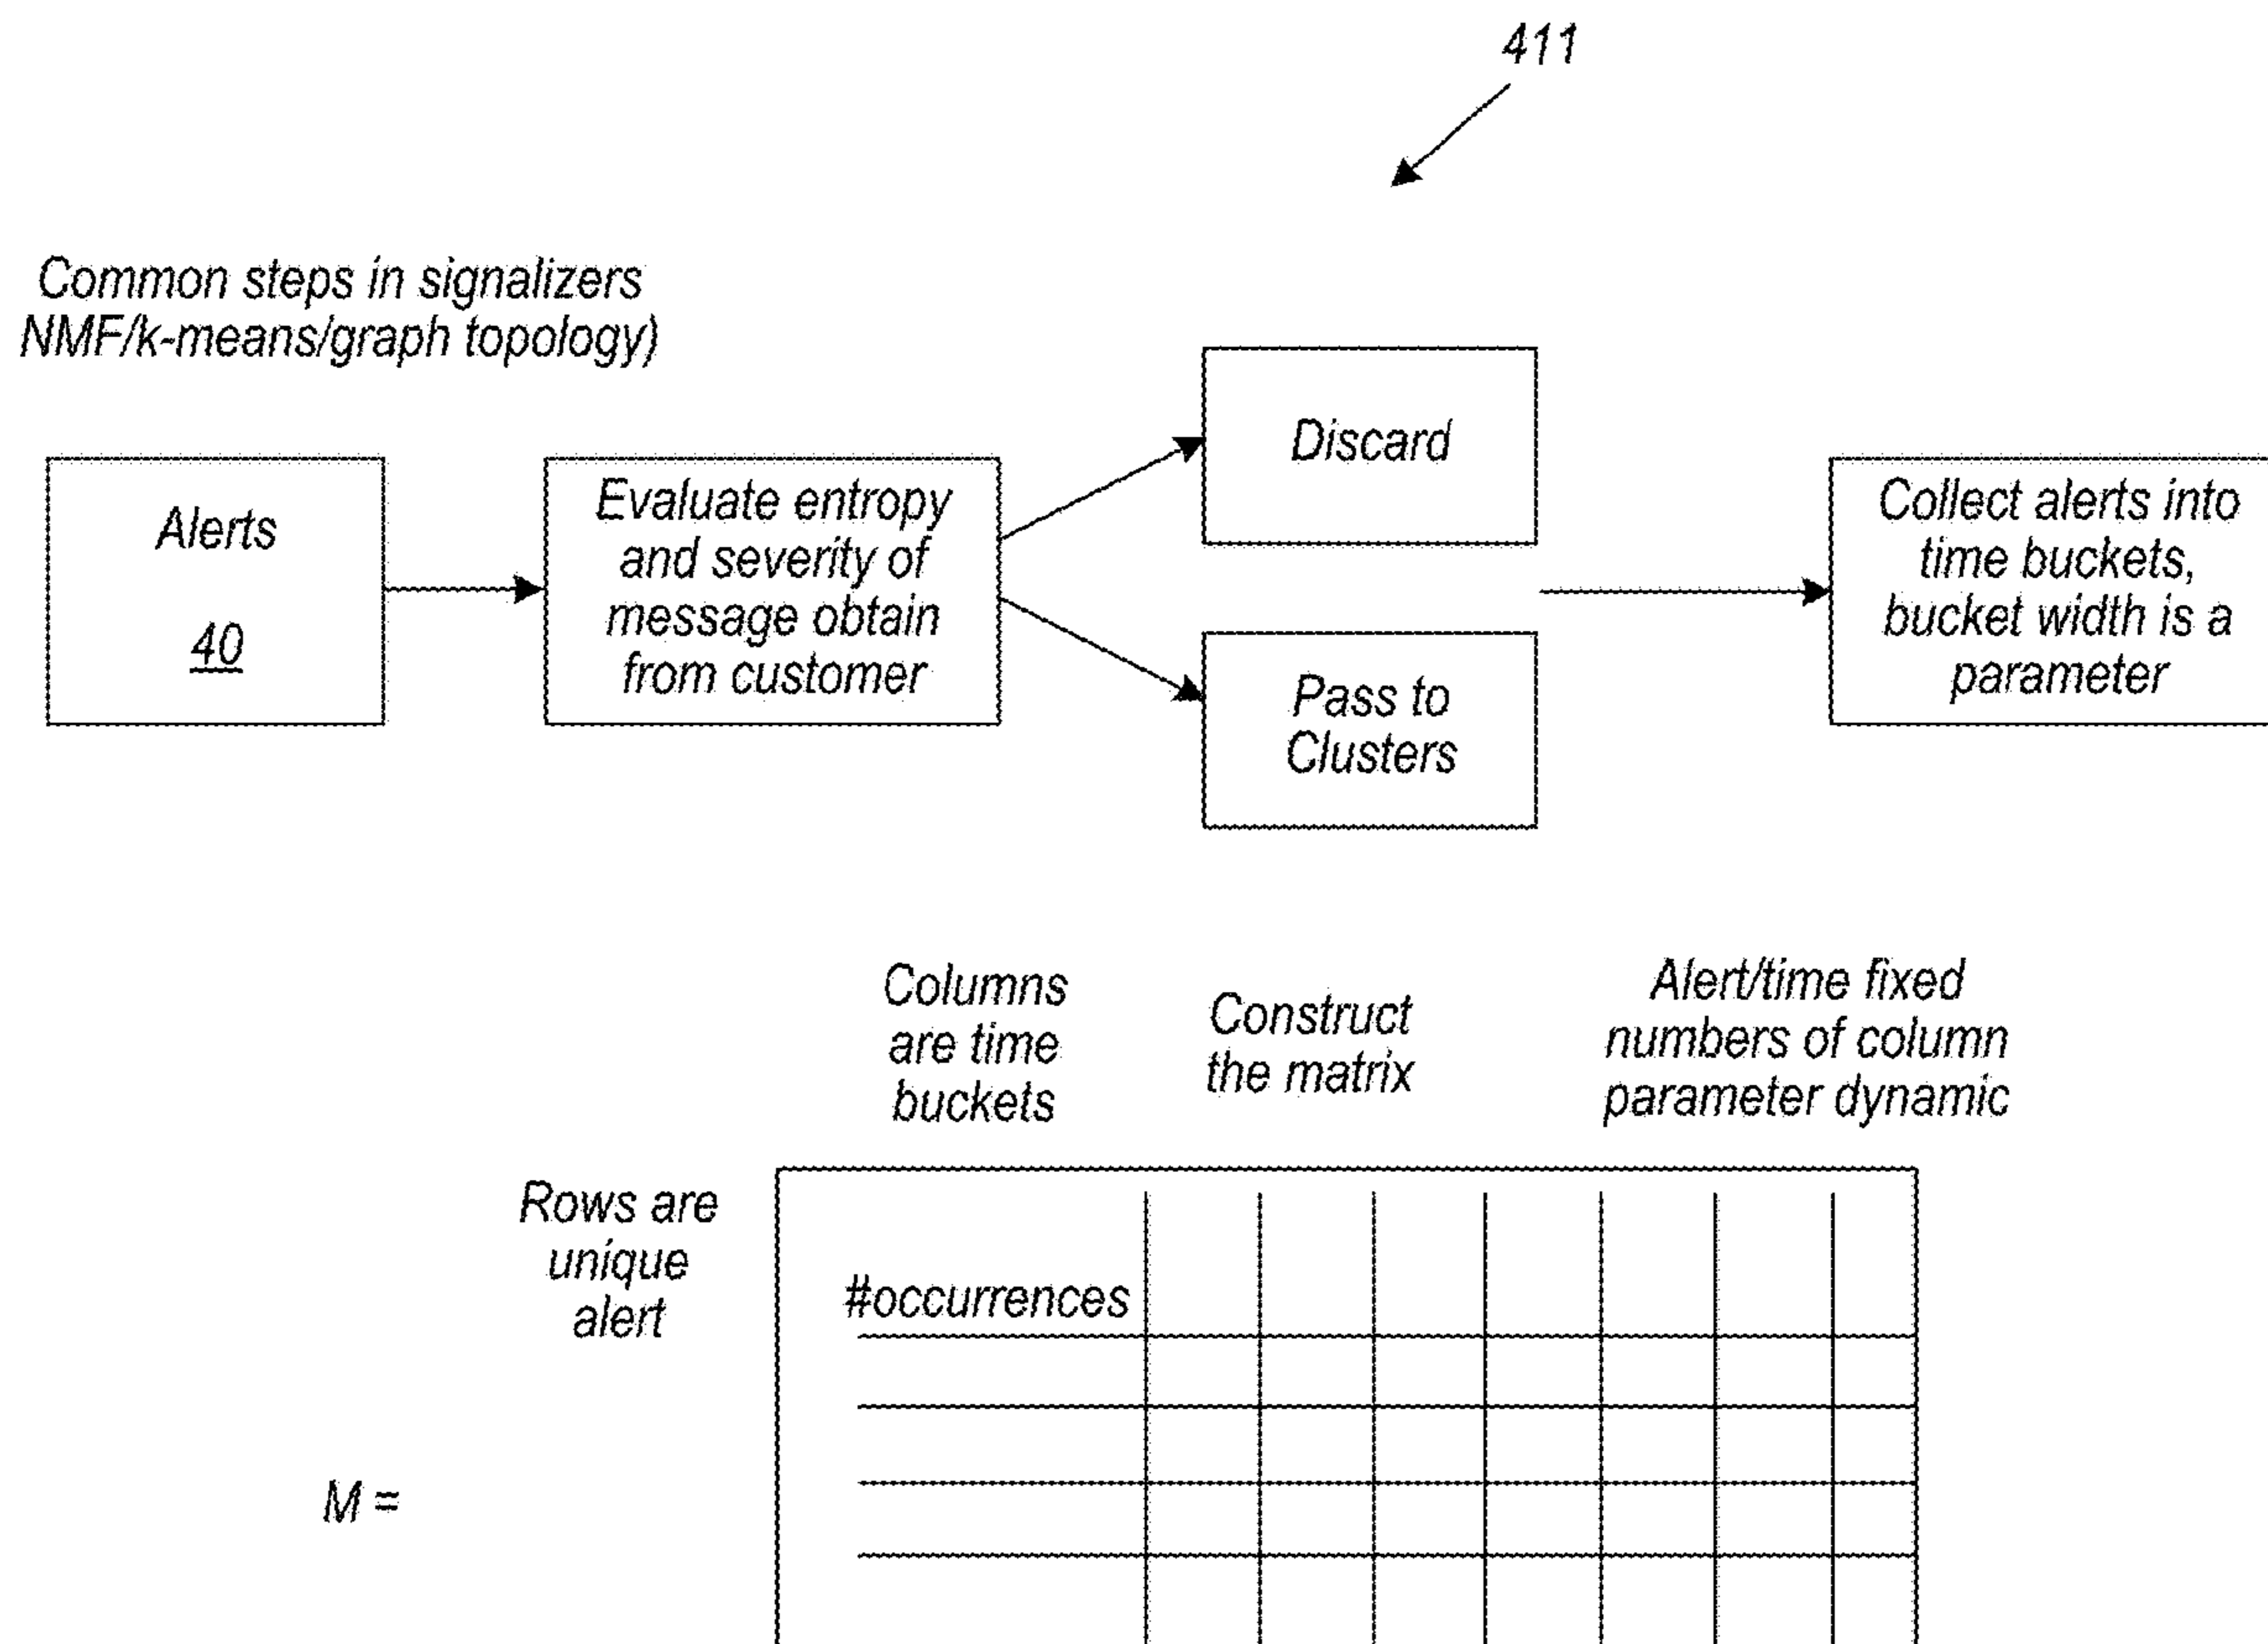 411
Common steps in signalizers
NMF/k-means/graph topology)
Alerts
40
Evaluate entropy
and severity of
message obtain
from customer
Discard
Pass to
Clusters
Collect alerts into
time buckets,
bucket width is a
parameter
Columns
are time
buckets
Construct
the matrix
Alert/time fixed
numbers of column
parameter dynamic
Rows are
unique
alert
#occurrences
M =